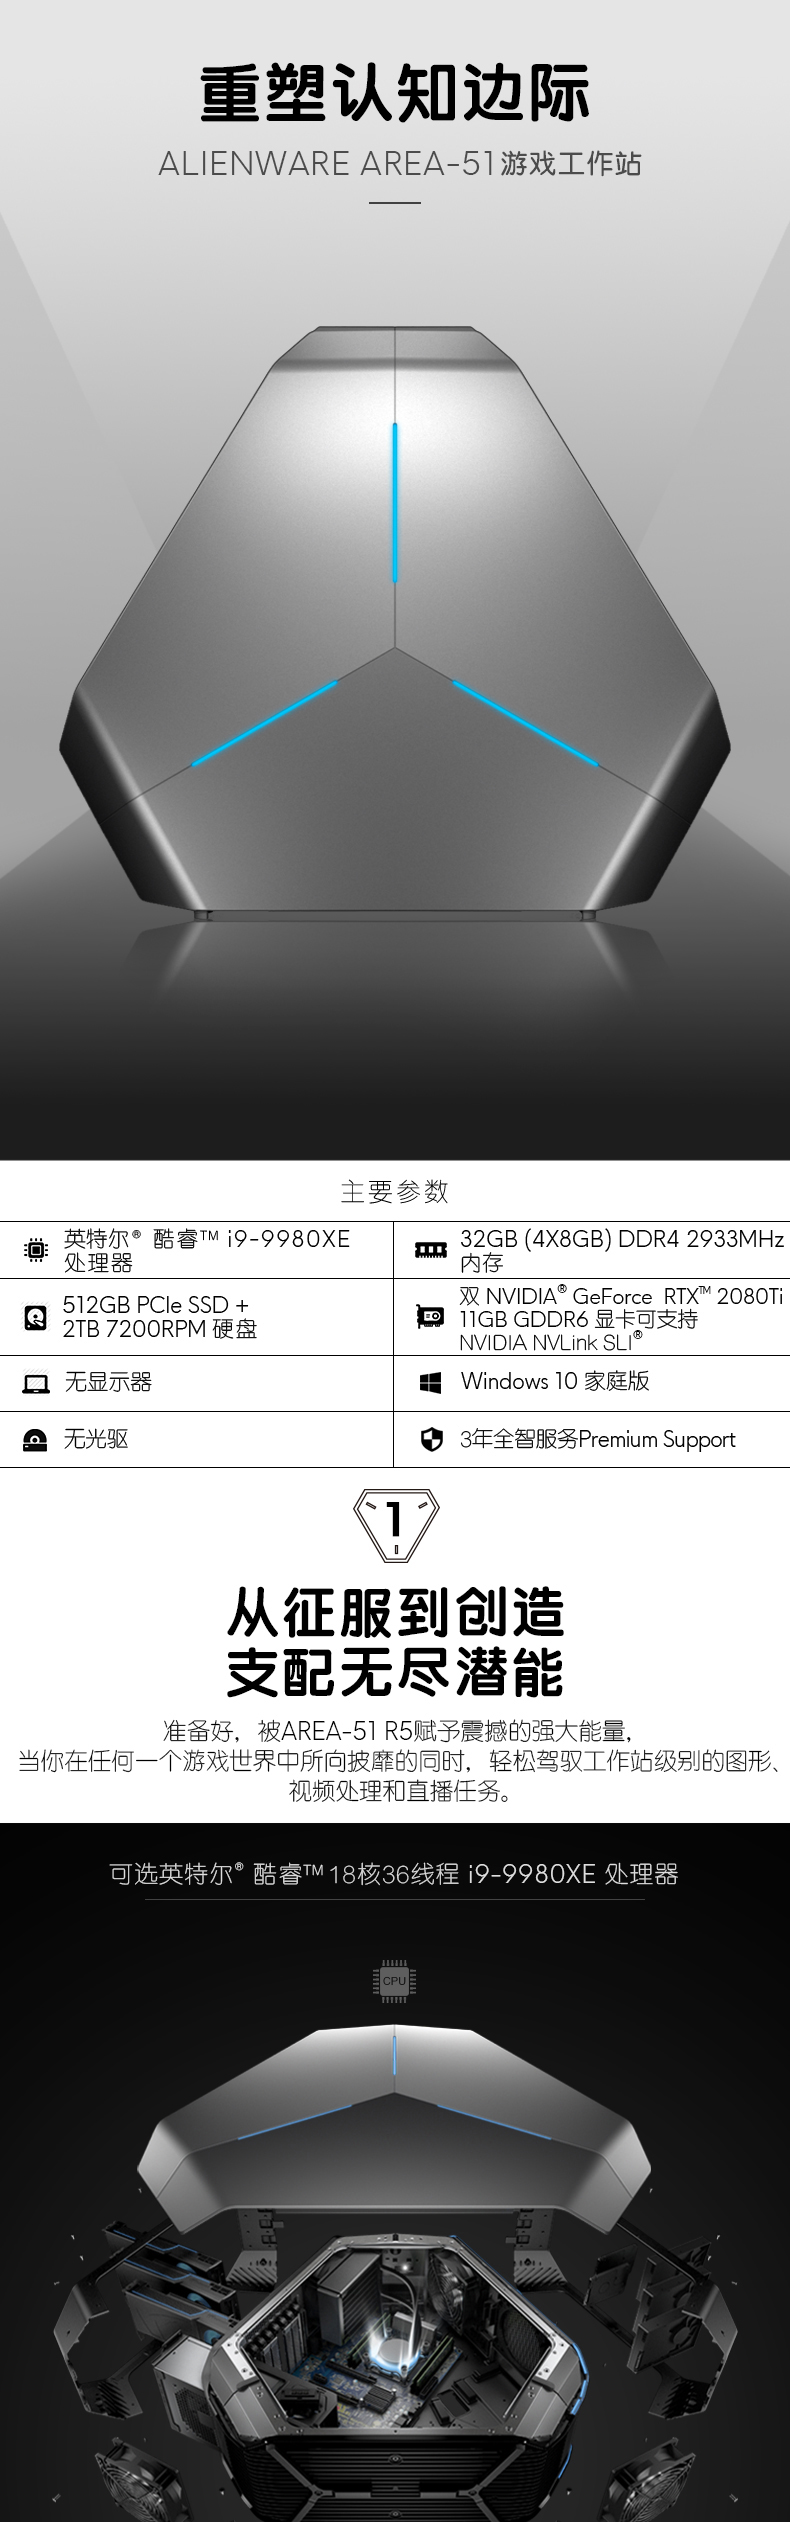 重塑认知边际
ALIENWARE AREA-51游戏工作站
主要参数
英特尔® 酷睿™ i9-9980XE
处理器
32GB (4X8GB) DDR4 2933MHz
内存
512GB PCIe SSD +
2TB 7200RPM 硬盘
双 NVIDIA® GeForce RTX™ 2080Ti
11GB GDDR6 显卡可支持
NVIDIA NVLink SLI®
无显示器
Windows 10 家庭版
无光驱
3年全智服务Premium Support
1
从征服到创造
支配无尽潜能
准备好，被AREA-51 R5赋予震撼的强大能量，
当你在任何一个游戏世界中所向披靡的同时，轻松驾驭工作站级别的图形、
视频处理和直播任务。
可选英特尔® 酷睿™18核36线程 i9-9980XE 处理器
CPU